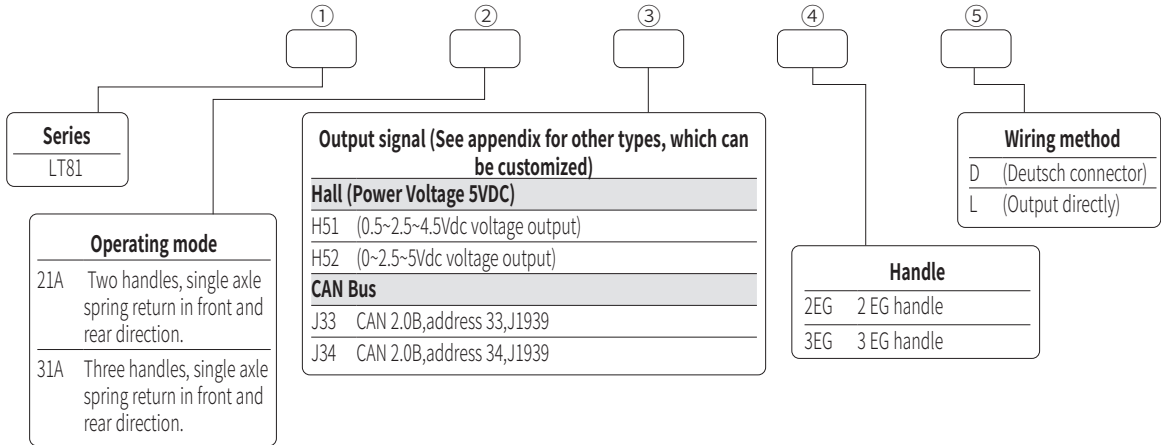 ① ② ③ ④ ⑤
Series
LT81
Operating mode
21A Two handles, single axle
spring return in front and
rear direction.
31A Three handles, single axle
spring return in front and
rear direction.
Output signal (See appendix for other types, which can
be customized)
Hall (Power Voltage 5VDC)
H51 (0.5~2.5~4.5Vdc voltage output)
H52 (0~2.5~5Vdc voltage output)
CAN Bus
J33 CAN 2.0B,address 33,J1939
J34 CAN 2.0B,address 34,J1939
Handle
2EG 2 EG handle
3EG 3 EG handle
Wiring method
D (Deutsch connector)
L (Output directly)